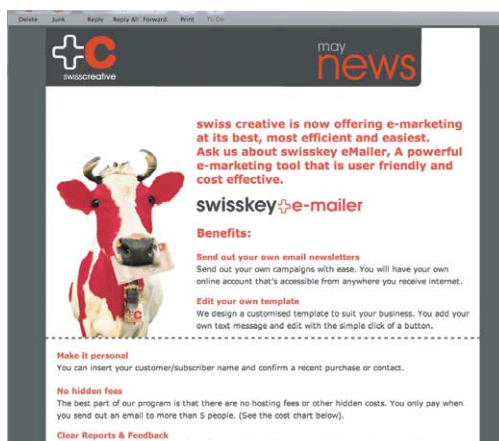 Delete Junk Reply Reply All Forward Print To Do
+C
swisscreative
may
news
swiss creative is now offering e-marketing
at its best, most efficient and easiest.
Ask us about swisskey eMailer, A powerful
e-marketing tool that is user friendly and
cost effective.
swisskey+e-mailer
Benefits:
Send out your own email newsletters
Send out your own campaigns with ease. You will have your own
online account that's accessible from anywhere you receive internet.
Edit your own template
We design a customised template to suit your business. You add your
own text message and edit with the simple click of a button.
+C
Make it personal
You can insert your customer/subscriber name and confirm a recent purchase or contact.
No hidden fees
The best part of our program is that there are no hosting fees or other hidden costs. You only pay when
you send out an email to more than 5 people. (See the cost chart below).
Clear Reports & Feedback